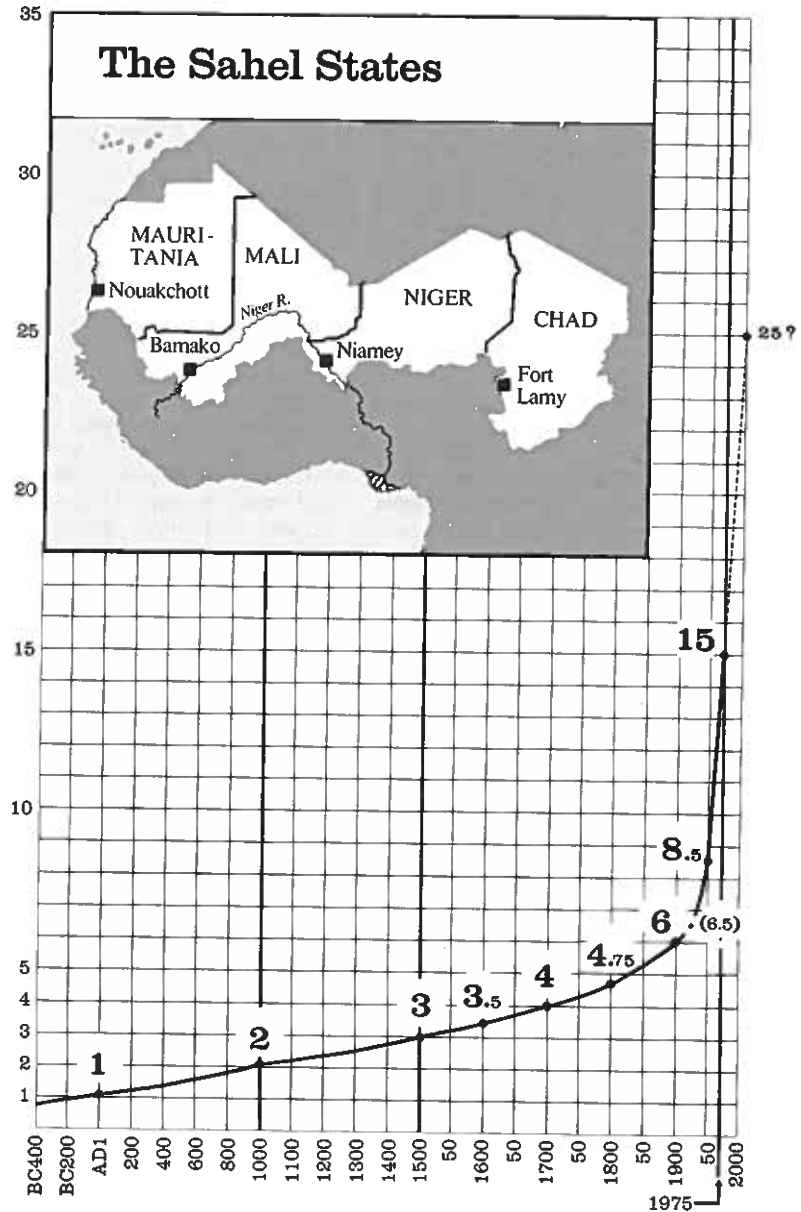 The Sahel States
35
30
25
20
15
10
5
4
3
2
1
MAURI-
TANIA
Nouakchott
MALI
Niger R.
Bamako
Niamey
NIGER
CHAD
Fort
Lamy
25?
15
8.5
6
(6.5)
4.75
4
3.5
3
2
1
BC400
BC200
AD1
200
400
600
800
1000
1100
1200
1300
1400
1500
50
1600
50
1700
50
1800
50
1900
50
2000
1975